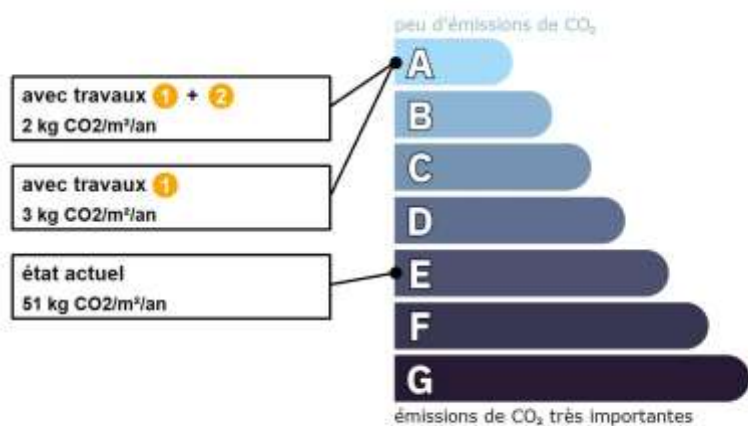 peu d'émissions de CO₂
A
avec travaux 1 + 2
2 kg CO2/m²/an
B
C
avec travaux 1
3 kg CO2/m²/an
D
état actuel
51 kg CO2/m²/an
E
F
G
émissions de CO₂ très importantes